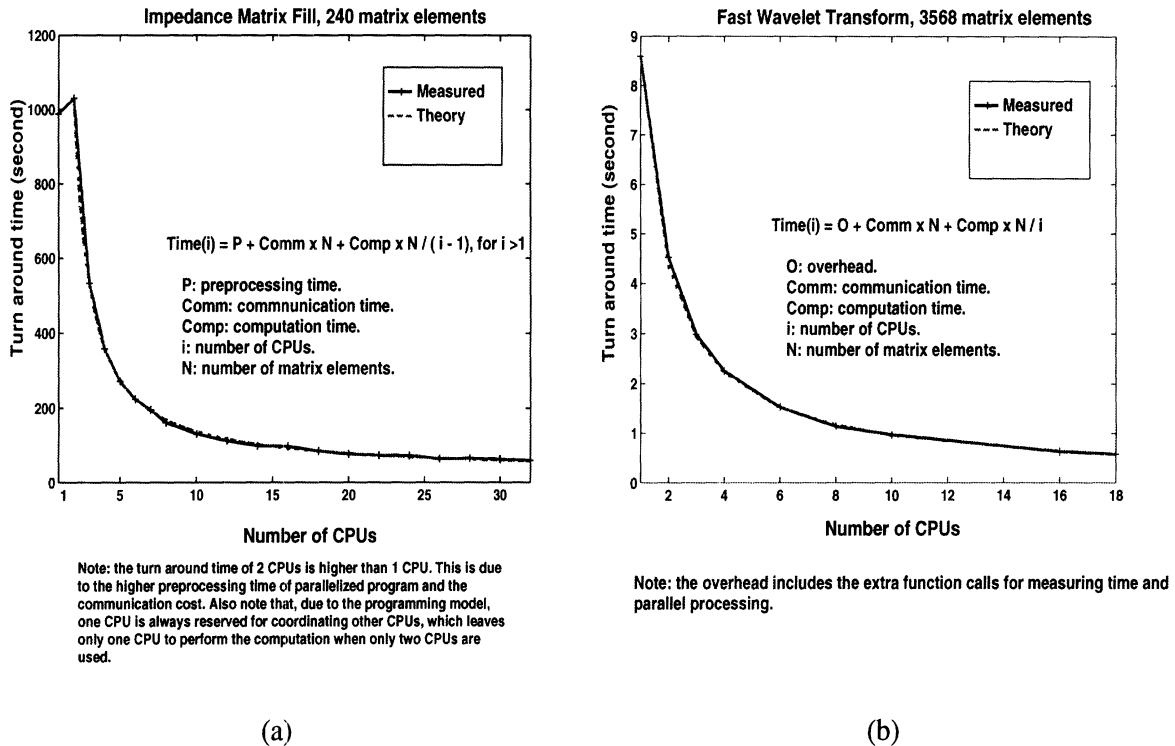 Impedance Matrix Fill, 240 matrix elements
1200
1000
800
600
400
200
0
Turn around time (second)
Measured
Theory
Time(i) = P + Comm x N + Comp x N / ( i - 1), for i >1
P: preprocessing time.
Comm: commnunication time.
Comp: computation time.
i: number of CPUs.
N: number of matrix elements.
1 5 10 15 20 25 30
Number of CPUs
Note: the turn around time of 2 CPUs is higher than 1 CPU. This is due
to the higher preprocessing time of parallelized program and the
communication cost. Also note that, due to the programming model,
one CPU is always reserved for coordinating other CPUs, which leaves
only one CPU to perform the computation when only two CPUs are
used.
(a)
Fast Wavelet Transform, 3568 matrix elements
9
8
7
6
5
4
3
2
1
0
Turn around time (second)
Measured
Theory
Time(i) = O + Comm x N + Comp x N / i
O: overhead.
Comm: communication time.
Comp: computation time.
i: number of CPUs.
N: number of matrix elements.
2 4 6 8 10 12 14 16 18
Number of CPUs
Note: the overhead includes the extra function calls for measuring time and
parallel processing.
(b)